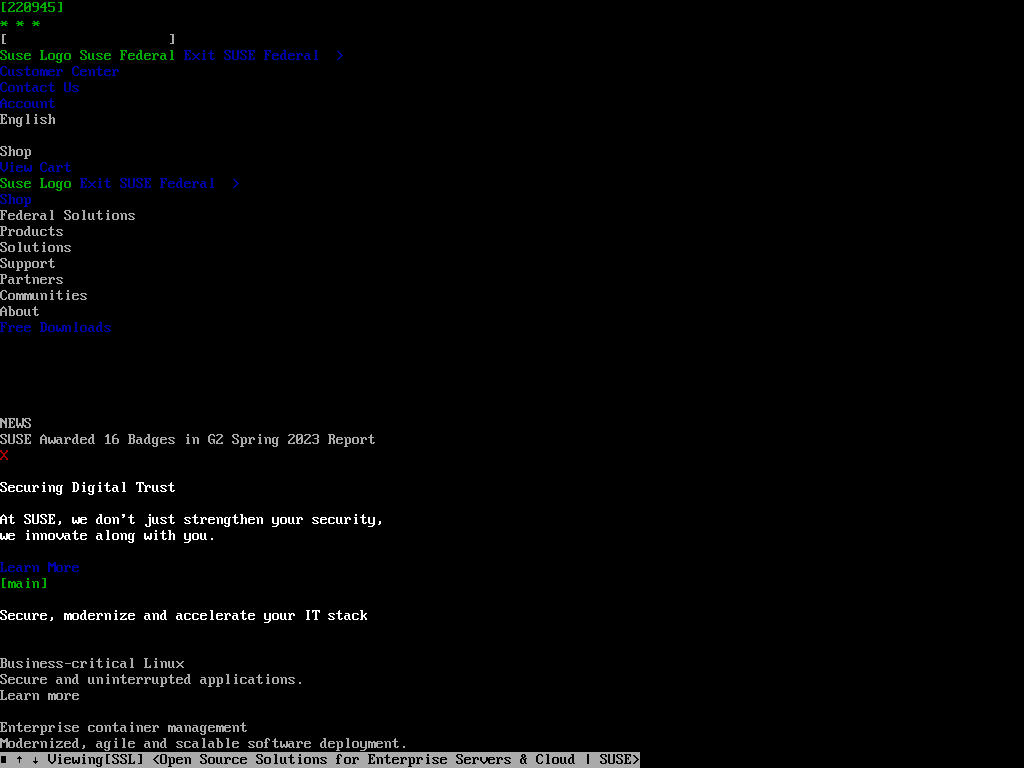 [220945]
* * *
[ ]
Suse Logo Suse Federal Exit SUSE Federal >
Customer Center
Contact Us
Account
English
Shop
View Cart
Suse Logo Exit SUSE Federal >
Shop
Federal Solutions
Products
Solutions
Support
Partners
Communities
About
Free Downloads
NEWS
SUSE Awarded 16 Badges in G2 Spring 2023 Report
X
Securing Digital Trust
At SUSE, we don't just strengthen your security,
we innovate along with you.
Learn More
[main]
Secure, modernize and accelerate your IT stack
Business-critical Linux
Secure and uninterrupted applications.
Learn more
Enterprise container management
Modernized, agile and scalable software deployment.
↑ ↓ Viewing[SSL] <Open Source Solutions for Enterprise Servers & Cloud | SUSE>